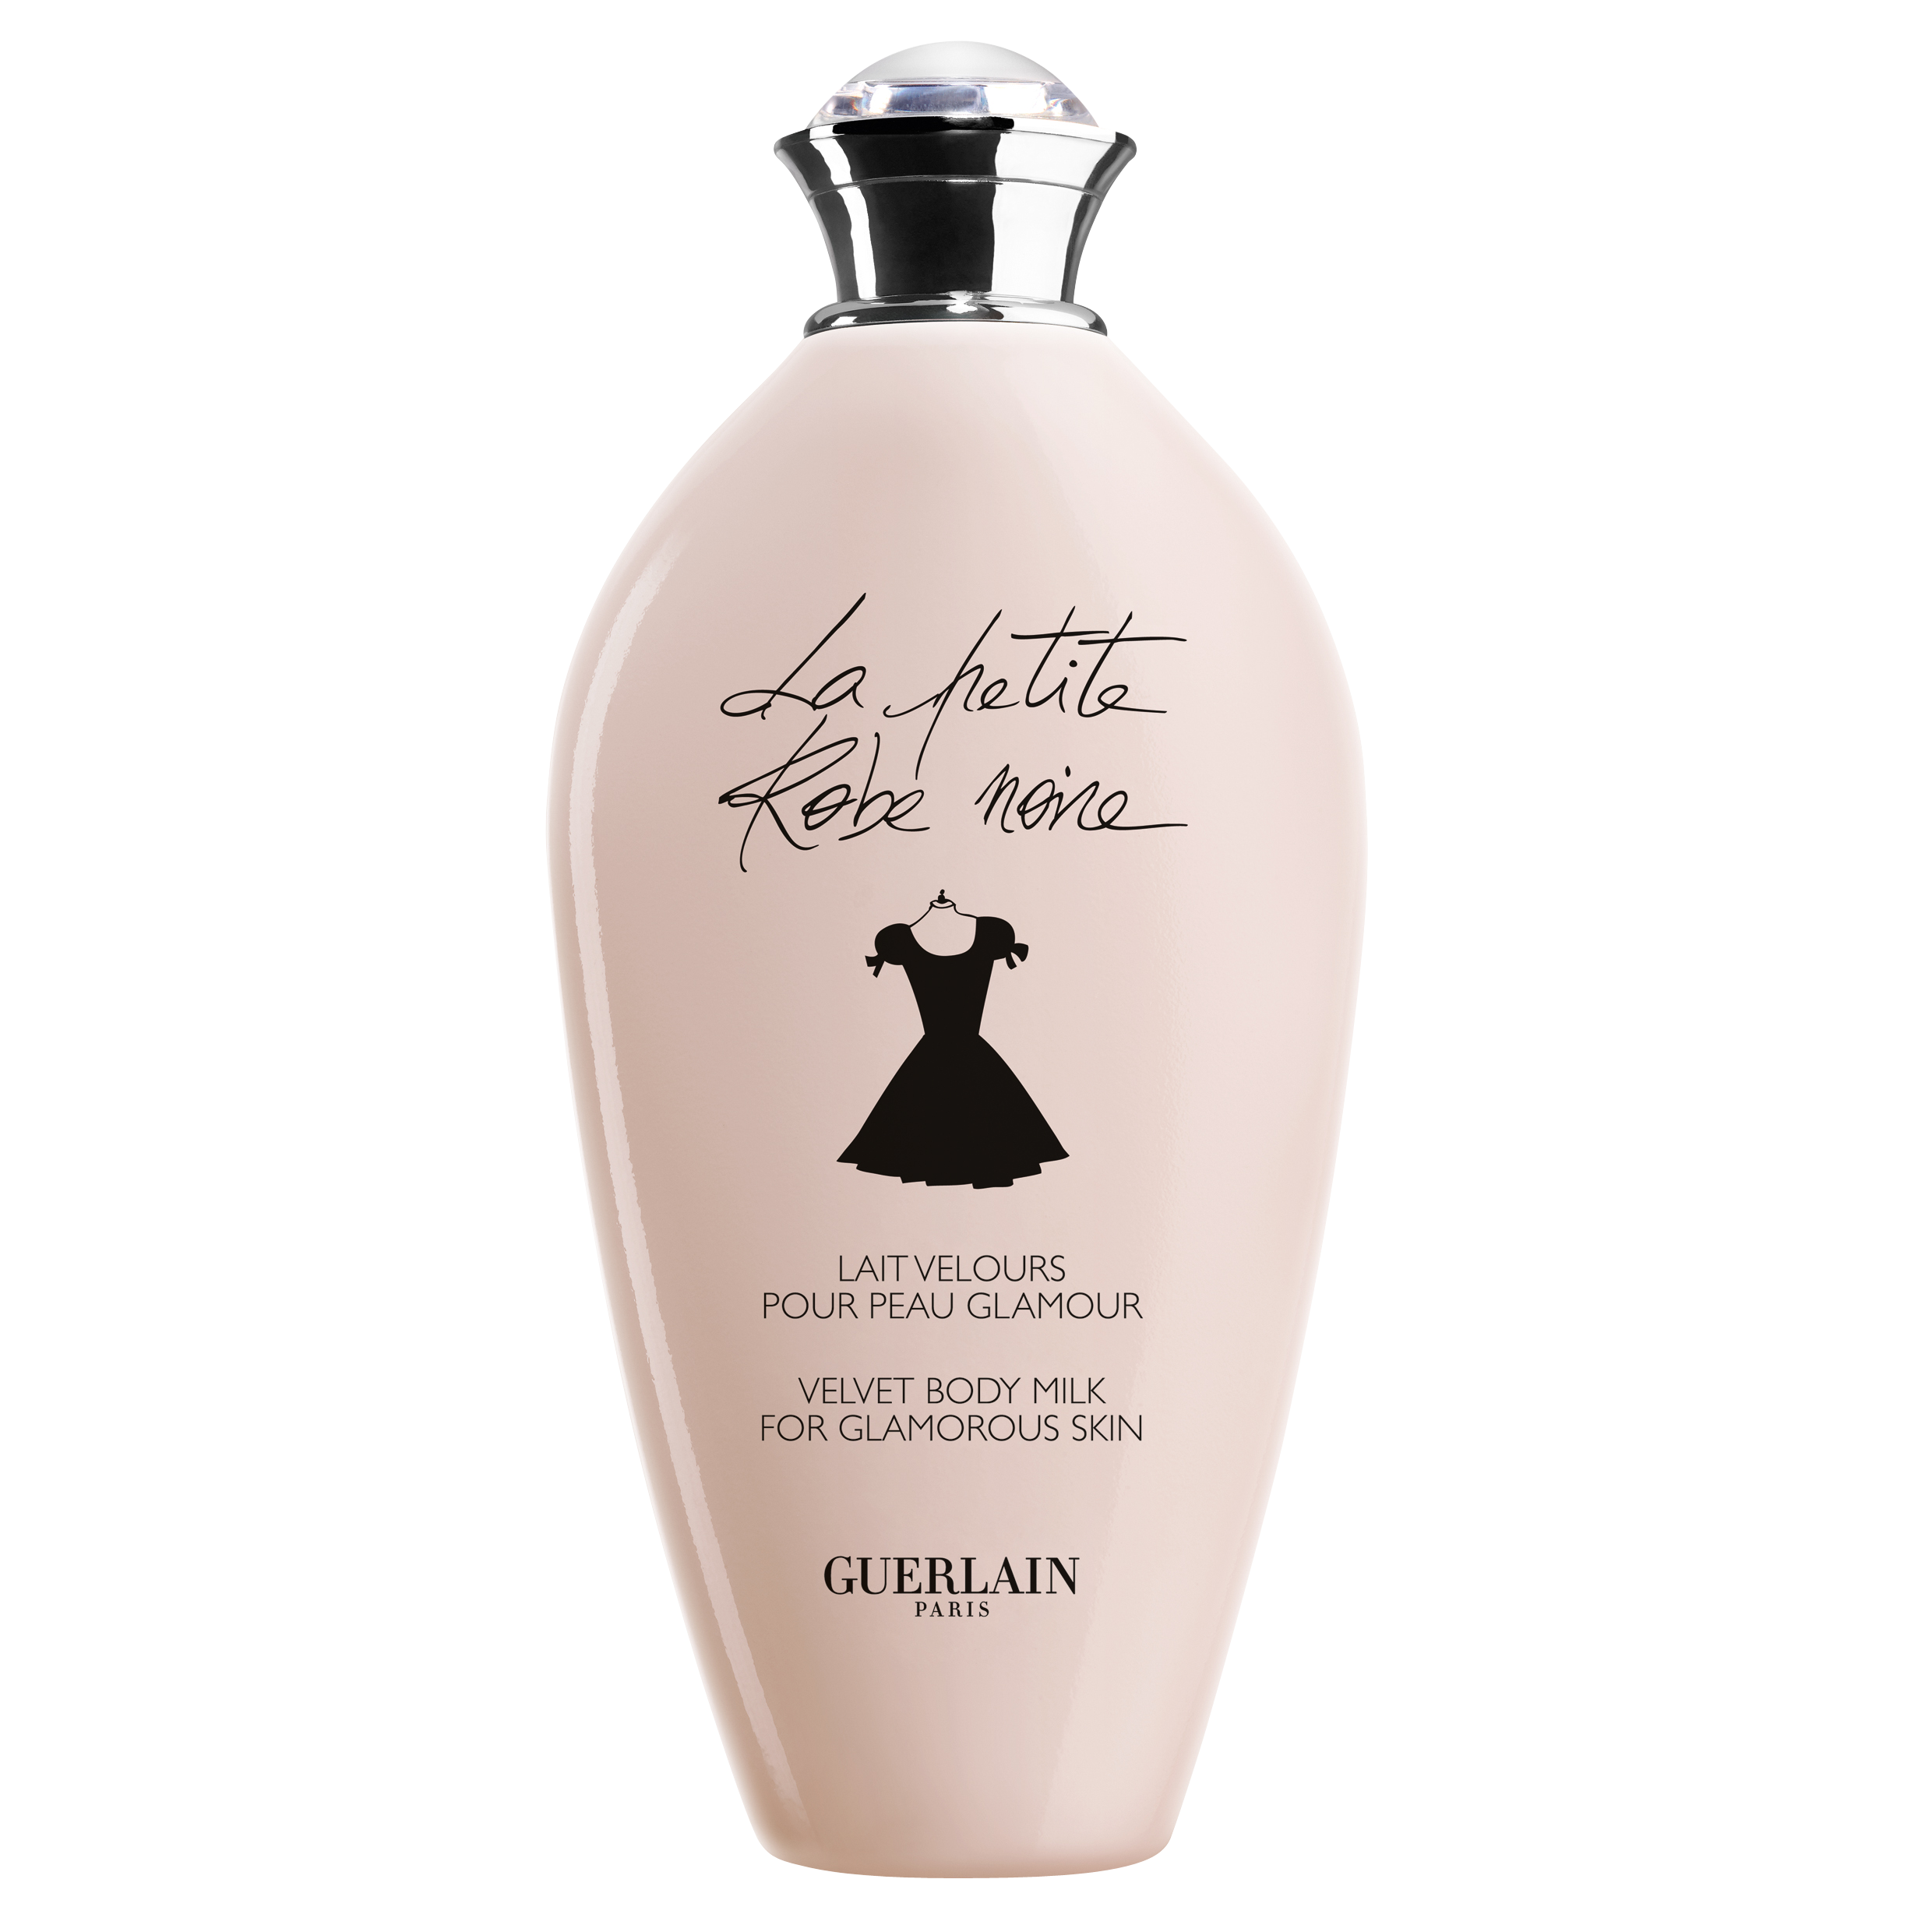 La petite
Robe noire
LAIT VELOURS
POUR PEAU GLAMOUR
VELVET BODY MILK
FOR GLAMOROUS SKIN
GUERLAIN
PARIS